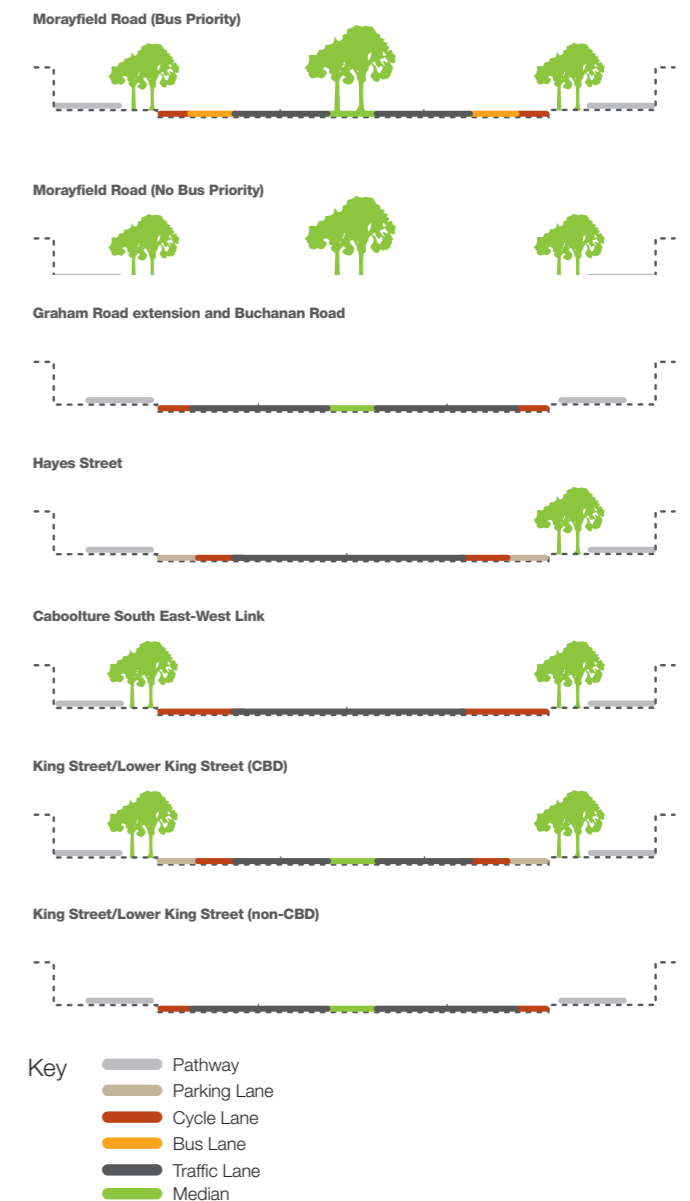 Morayfield Road (Bus Priority)
Morayfield Road (No Bus Priority)
Graham Road extension and Buchanan Road
Hayes Street
Caboolture South East-West Link
King Street/Lower King Street (CBD)
King Street/Lower King Street (non-CBD)
Key
Pathway
Parking Lane
Cycle Lane
Bus Lane
Traffic Lane
Median